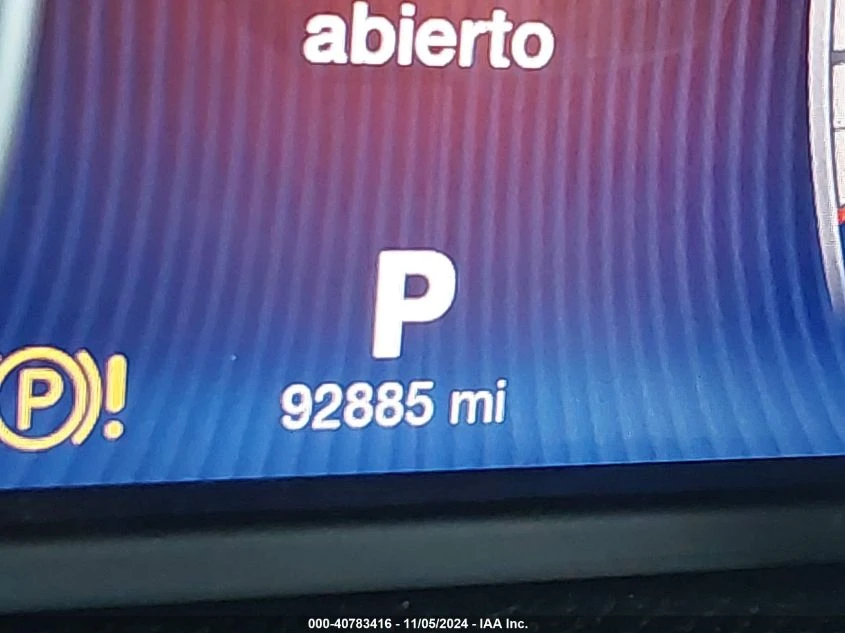 abierto
P
92885 mi
P !
000-40783416 - 11/05/2024 - IAA Inc.